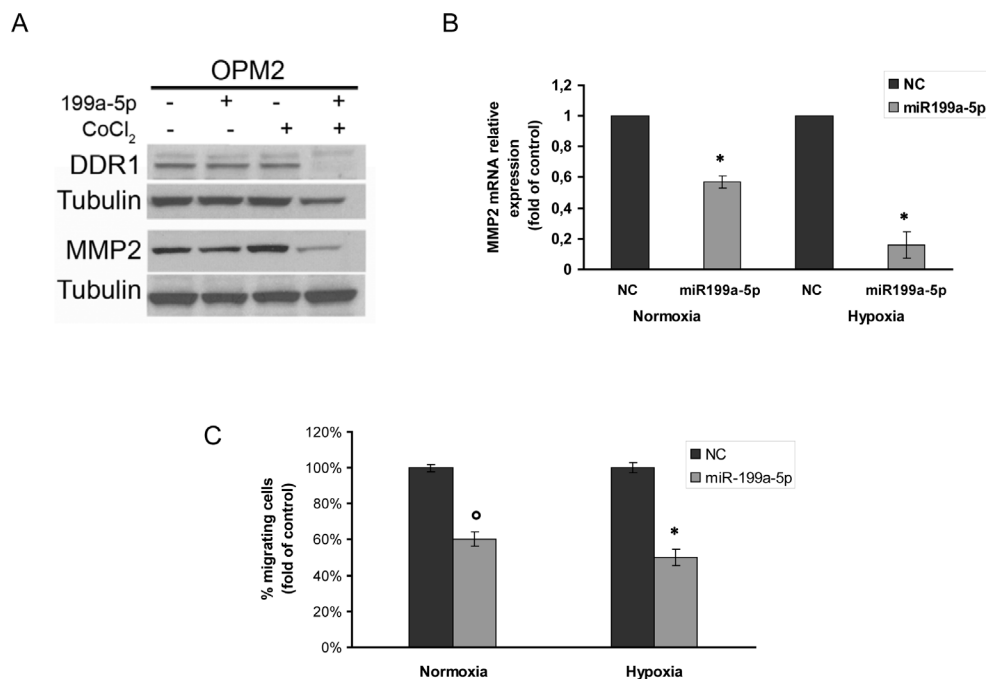 A
OPM2
199a-5p - + - +
CoCl2 - - + +
DDR1
Tubulin
MMP2
Tubulin
B
MMP2 mRNA relative
expression
(fold of control)
1,2
1
0,8
0,6
0,4
0,2
0
*
*
NC
miR199a-5p
NC miR199a-5p NC miR199a-5p
Normoxia Hypoxia
C
% migrating cells
(fold of control)
120%
100%
80%
60%
40%
20%
0%
*
NC
miR-199a-5p
Normoxia Hypoxia